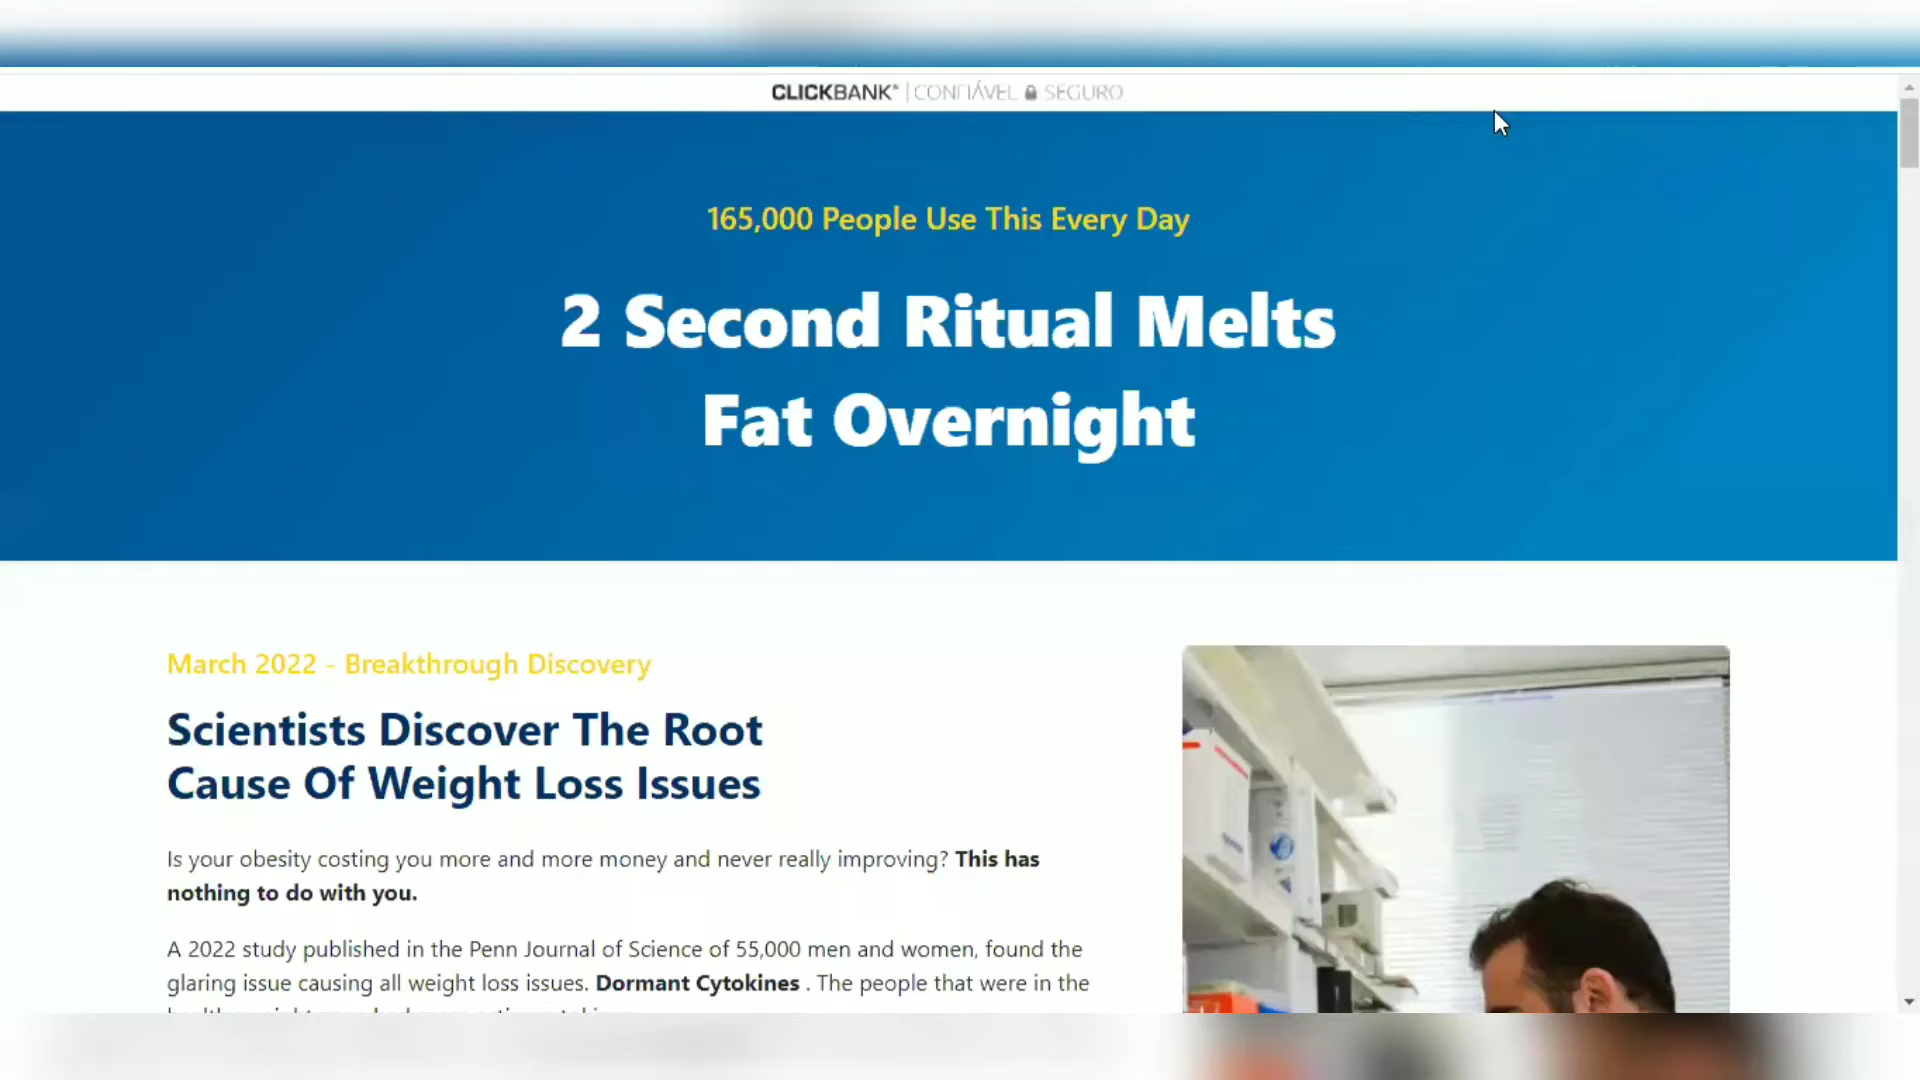 CLICKBANK® | CONFIÁVEL SEGURO
165,000 People Use This Every Day
2 Second Ritual Melts
Fat Overnight
March 2022 - Breakthrough Discovery
Scientists Discover The Root
Cause Of Weight Loss Issues
Is your obesity costing you more and more money and never really improving? This has
nothing to do with you.
A 2022 study published in the Penn Journal of Science of 55,000 men and women, found the
glaring issue causing all weight loss issues. Dormant Cytokines . The people that were in the